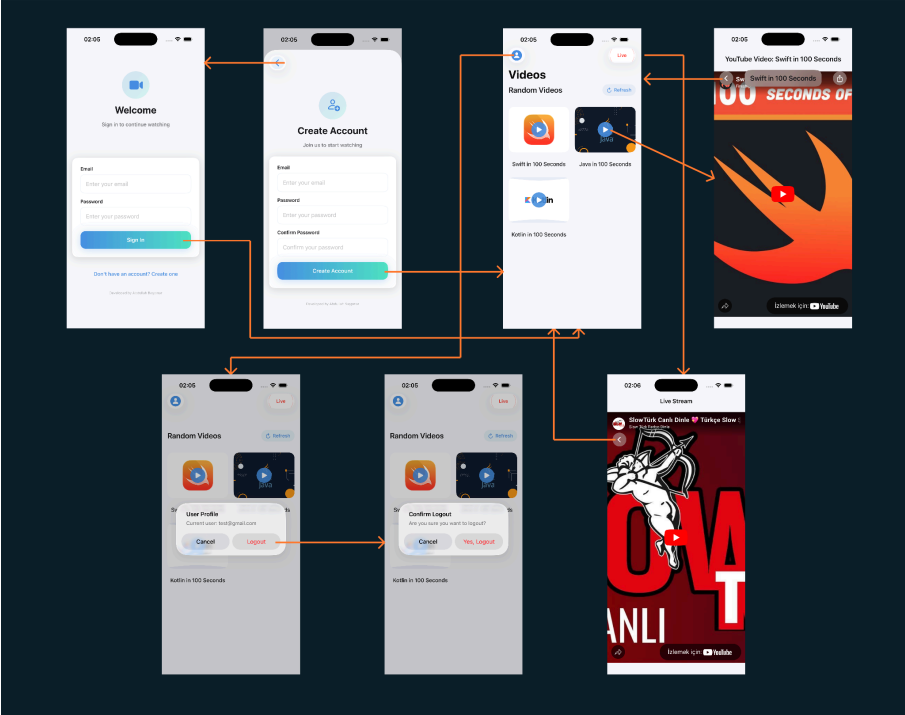 02:05
Welcome
Sign in to continue watching
Email
Enter your email
Password
Enter your password
Sign in
Don't have an account? Create one
02:05
Create Account
Join us to start watching
Email
Enter your email
Password
Enter your password
Confirm Password
Confirm your password
Create Account
02:05
Live
Videos
Random Videos
Refresh
Java
Swift in 100 Seconds
Java in 100 Seconds
Kotlin in 100 Seconds
02:05
YouTube Video: Swift in 100 Seconds
Swift in 100 Seconds
100 SECONDS OF
İzlemek için: YouTube
02:05
Live
Random Videos
Refresh
Java
User Profile
Current user: test@gmail.com
Cancel
Logout
Kotlin in 100 Seconds
02:05
Live
Random Videos
Refresh
Java
Confirm Logout
Are you sure you want to logout?
Cancel
Yes, Logout
Kotlin in 100 Seconds
02:06
Live Stream
SlowTürk Canlı Dinle 💖 Türkçe Slow
OW
T
ANLI
İzlemek için: YouTube